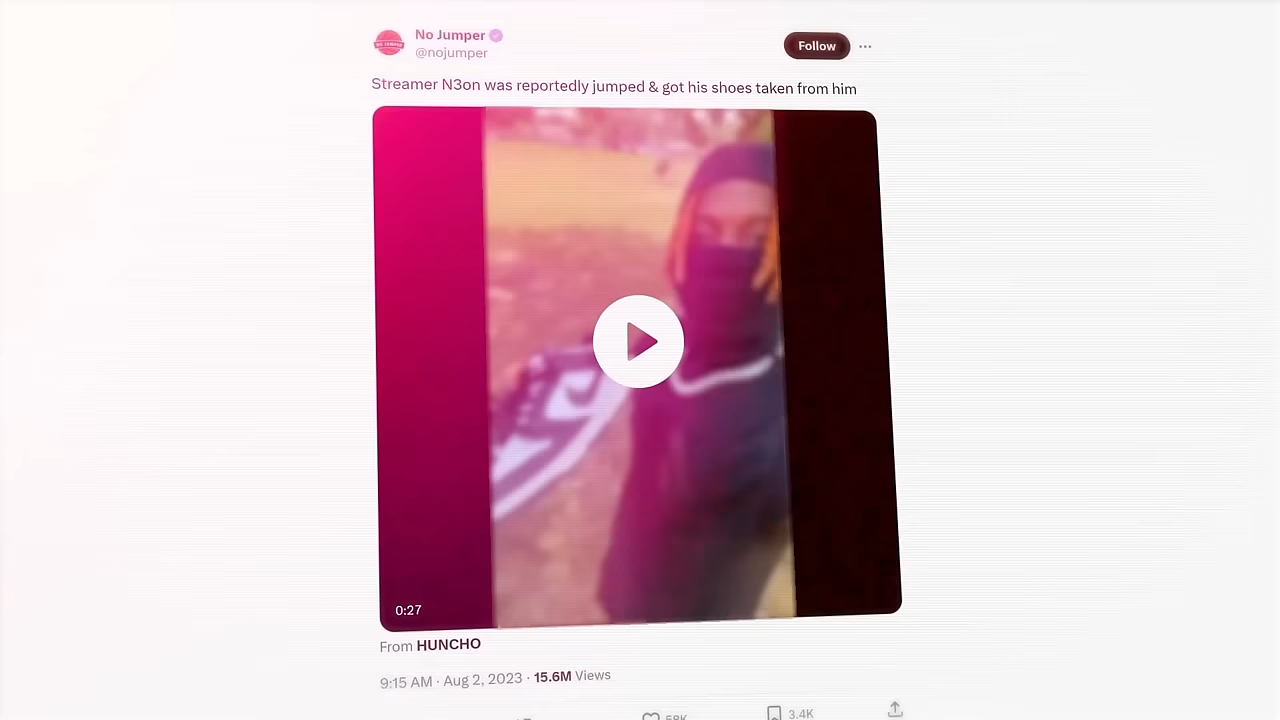 No Jumper
@nojumper
Follow
Streamer N3on was reportedly jumped & got his shoes taken from him
0:27
From HUNCHO
9:15 AM · Aug 2, 2023 · 15.6M Views
58K 3.4K